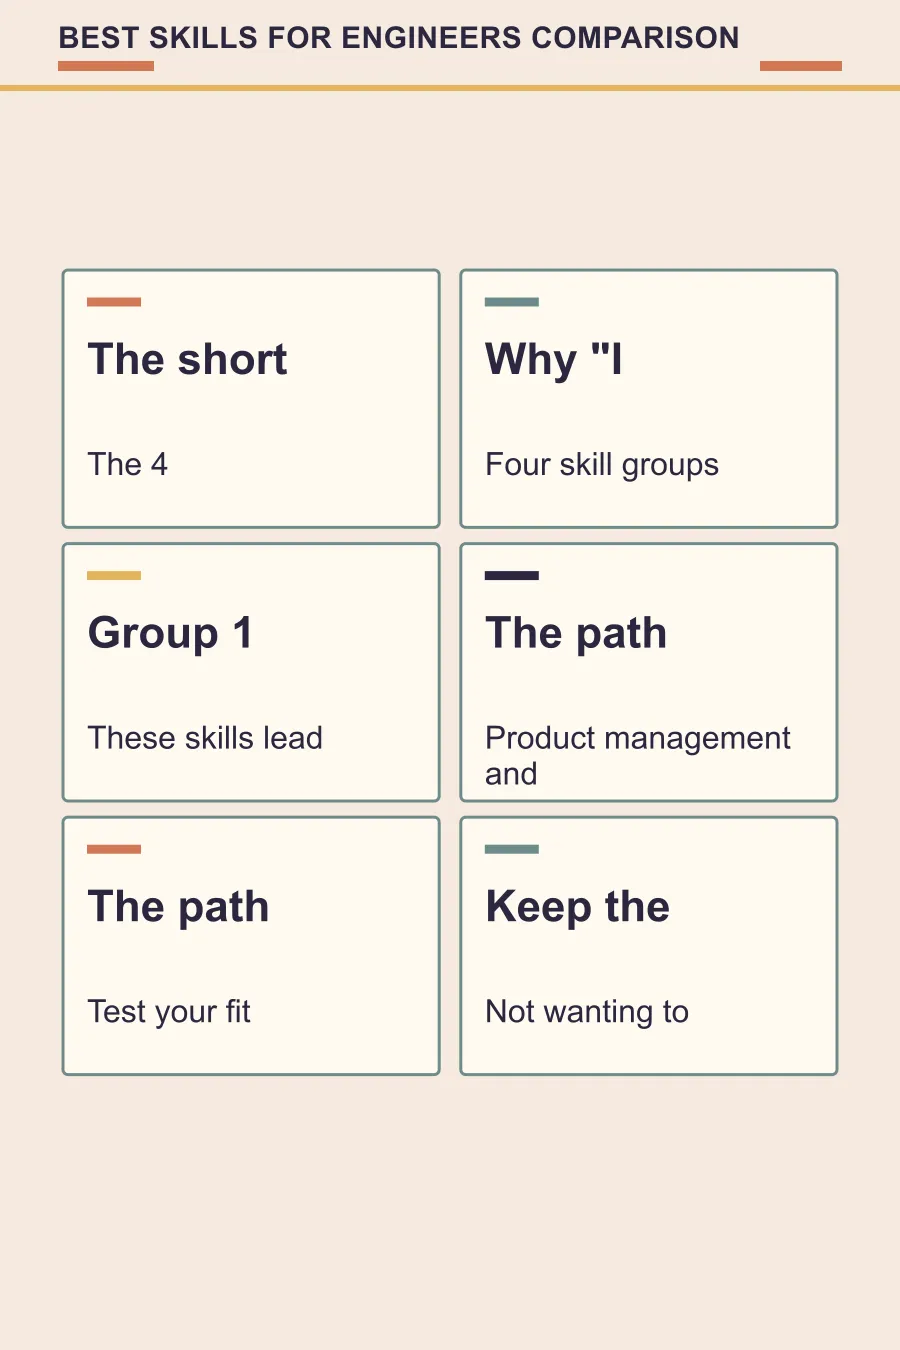 BEST SKILLS FOR ENGINEERS COMPARISON
The short
The 4
Why "I
Four skill groups
Group 1
These skills lead
The path
Product management
and
The path
Test your fit
Keep the
Not wanting to